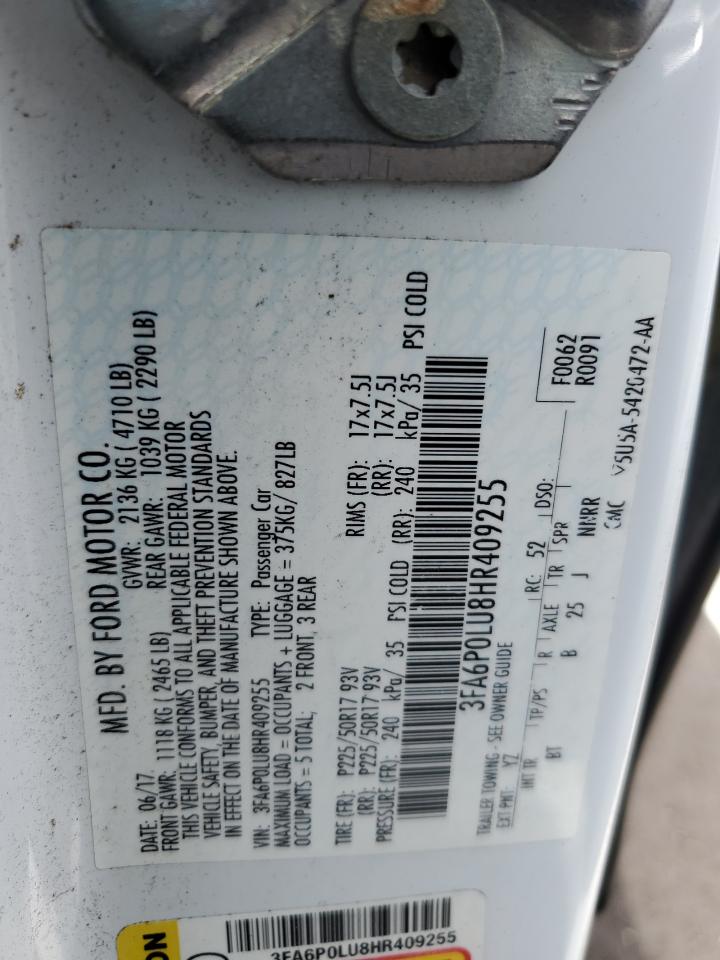 MFD. BY FORD MOTOR CO.
DATE: 06/17 GVWR: 2136 KG ( 4710 LB)
FRONT GAWR: 1118 KG ( 2465 LB) REAR GAWR: 1039 KG ( 2290 LB)
THIS VEHICLE CONFORMS TO ALL APPLICABLE FEDERAL MOTOR
VEHICLE SAFETY, BUMPER, AND THEFT PREVENTION STANDARDS
IN EFFECT ON THE DATE OF MANUFACTURE SHOWN ABOVE.
VIN: 3FA6P0LU8HR409255 TYPE: Passenger Car
MAXIMUM LOAD = OCCUPANTS + LUGGAGE = 375KG/ 827LB
OCCUPANTS = 5 TOTAL; 2 FRONT, 3 REAR
TIRE (FR): P225/50R17 93V RIMS (FR): 17x7.5J
(RR): P225/50R17 93V (RR): 17x7.5J
PRESSURE (FR): 240 kPa/ 35 PSI COLD (RR): 240 kPa/ 35 PSI COLD
3FA6P0LU8HR409255
F0062
R0091
TRAILER TOWING - SEE OWNER GUIDE
EXT PNT: YZ RC: 52 DSO:
INT TR TP/PS R AXLE TR SPR
BT B 25 J NNRR
CMC V5U5A-5420472-AA
ON
3FA6P0LU8HR409255